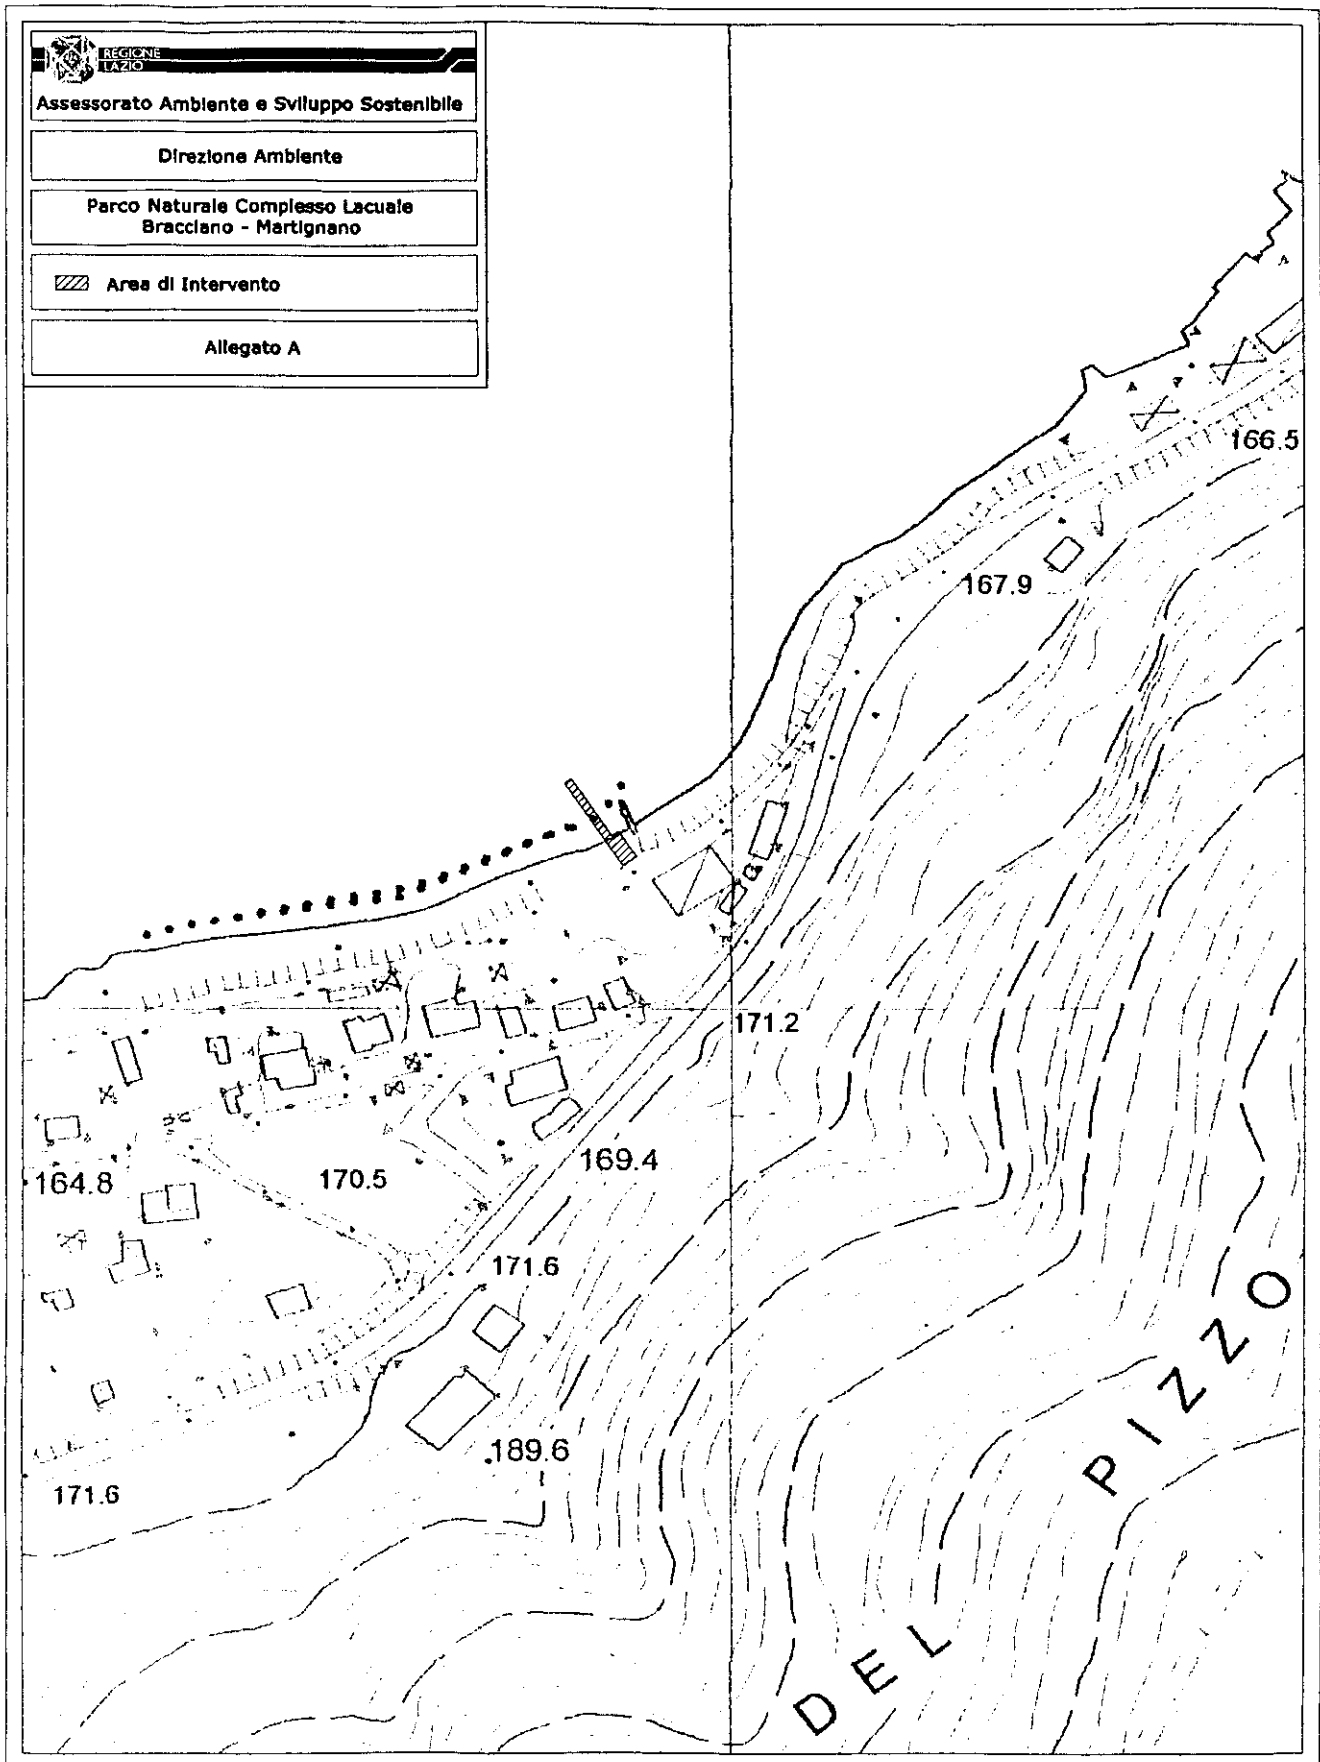 REGIONE
LAZIO
Assessorato Ambiente e Sviluppo Sostenibile
Direzione Ambiente
Parco Naturale Complesso Lacuale
Bracciano - Martignano
Area di Intervento
Allegato A
166.5
167.9
171.2
169.4
164.8
170.5
171.6
189.6
171.6
DEL PIZZO